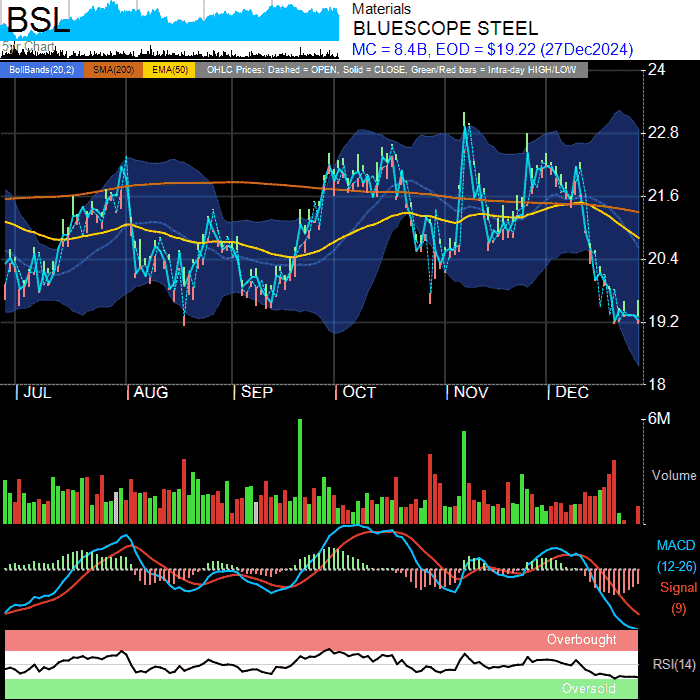 BSL
5yr Chart
Materials
BLUESCOPE STEEL
MC = 8.4B, EOD = $19.22 (27Dec2024)
BollBands(20,2) SMA(200) EMA(50) OHLC Prices: Dashed = OPEN, Solid = CLOSE, Green/Red bars = Intra-day HIGH/LOW
24
22.8
21.6
20.4
19.2
18
JUL AUG SEP OCT NOV DEC
6M
Volume
MACD
(12-26)
Signal
(9)
Overbought
RSI(14)
Oversold